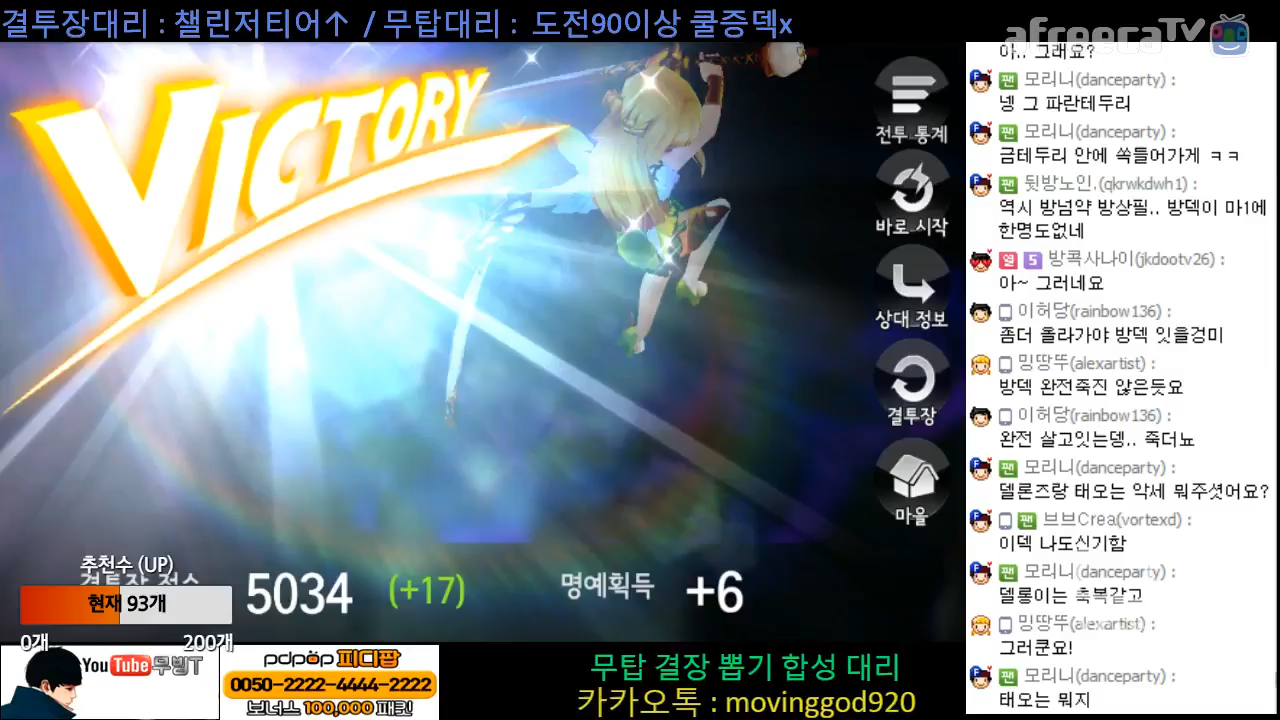 결투장대리 : 챌린저티어↑ / 무탑대리 : 도전90이상 쿨증덱x
afreecaTV
VICTORY
전투 통계
바로 시작
상대 정보
결투장
마을
추천수 (UP)
결투장 점수
5034
(+17)
명예획득
+6
현재 93개
0개
200개
YouTube 무빙T
pdpop 피디팝
0050-2222-4444-2222
보너스 100,000 패킷!
무탑 결장 뽑기 합성 대리
카카오톡 : movinggod920
아.. 그래요?
팬 모리니(danceparty) :
넹 그 파란테두리
팬 모리니(danceparty) :
금테두리 안에 쏙들어가게 ㅋㅋ
팬 뒷방노인.(qkrwkdwh1) :
역시 방넘약 방상필.. 방덱이 마1에
한명도없네
열 5 방콕사나이(jkdootv26) :
아~ 그러네요
이허당(rainbow136) :
좀더 올라가야 방덱 잇을겅미
밍땅뚜(alexartist) :
방덱 완전죽진 않은듯요
이허당(rainbow136) :
완전 살고잇는뎅.. 죽더뇨
팬 모리니(danceparty) :
델론즈랑 태오는 악세 뭐주셧어요?
팬 브브Crea(vortexd) :
이덱 나도신기함
팬 모리니(danceparty) :
델롱이는 축복같고
밍땅뚜(alexartist) :
그러쿤요!
팬 모리니(danceparty) :
태오는 뭐지